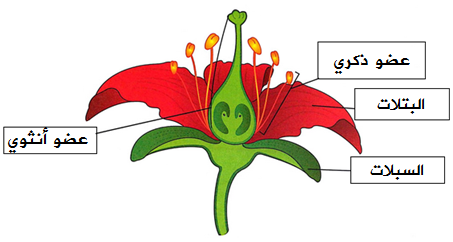 عضو ذكري
البتلات
عضو أنثوي
السبلات